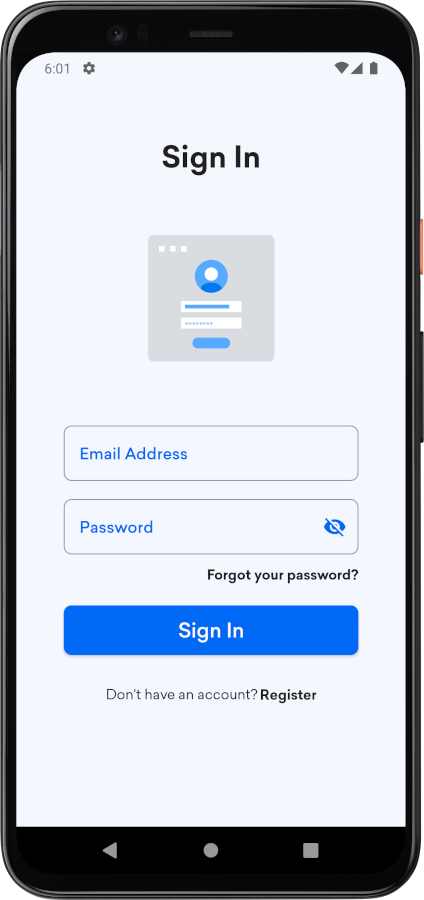 6:01
Sign In
Email Address
Password
Forgot your password?
Sign In
Don't have an account? Register